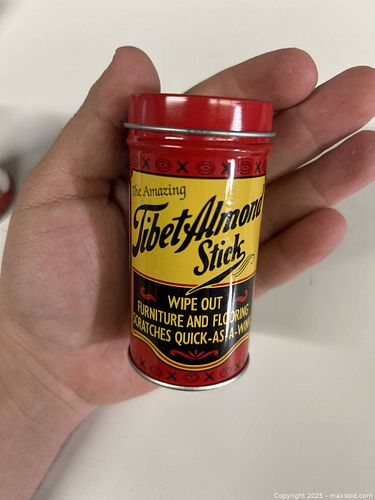 The Amazing
Tibet Almond
Stick
WIPE OUT
FURNITURE AND FLOORING
SCRATCHES QUICK-AS-A-WINK
Copyright 2025 - maxsold.com